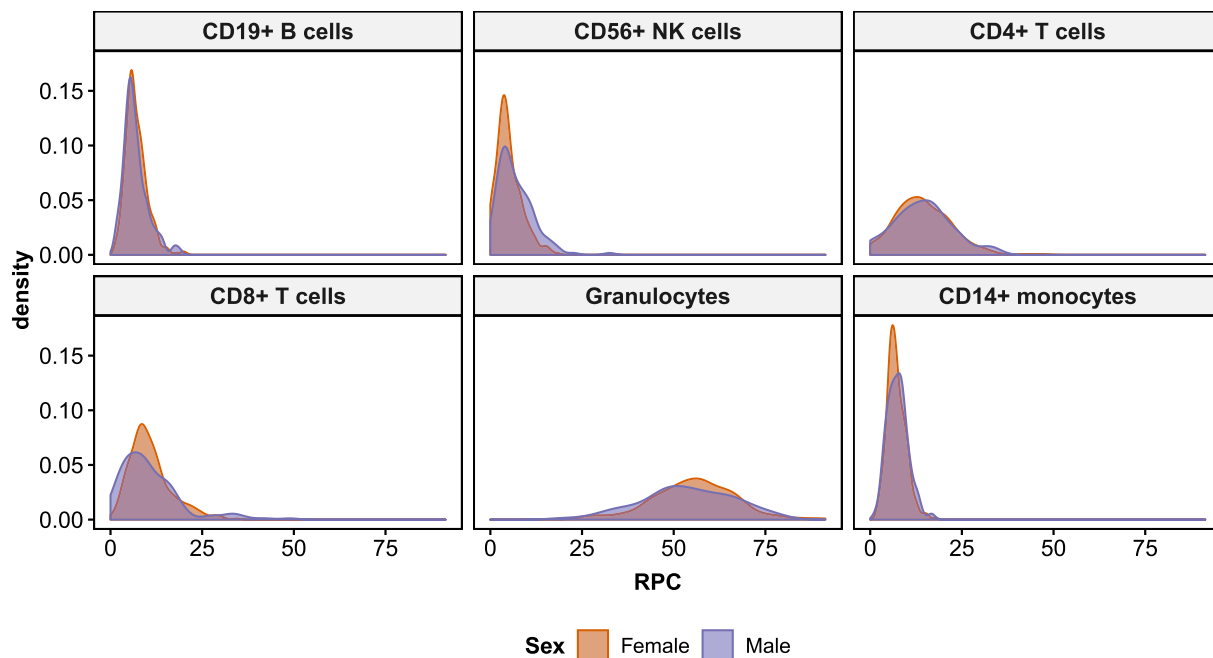 CD19+ B cells
CD56+ NK cells
CD4+ T cells
0.15
0.10
0.05
0.00
CD8+ T cells
Granulocytes
CD14+ monocytes
0.15
0.10
0.05
0.00
density
0 25 50 75
0 25 50 75
0 25 50 75
RPC
Sex Female Male